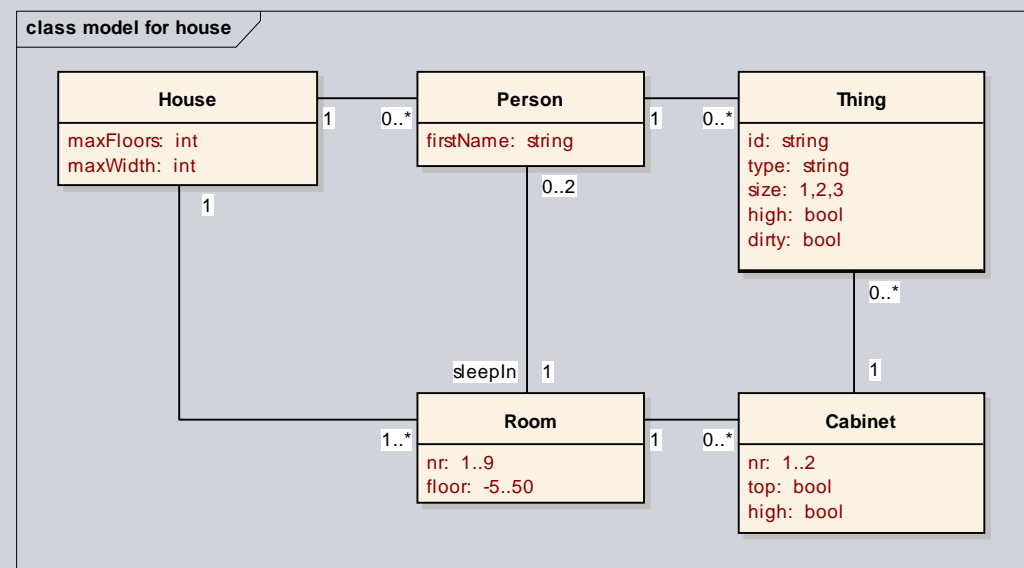 class model for house
House
maxFloors: int
maxWidth: int
1
0..*
Person
firstName: string
1
0..*
Thing
id: string
type: string
size: 1,2,3
high: bool
dirty: bool
1
0..2
0..*
sleepIn
1
1
1..*
Room
nr: 1..9
floor: -5..50
1
0..*
Cabinet
nr: 1..2
top: bool
high: bool